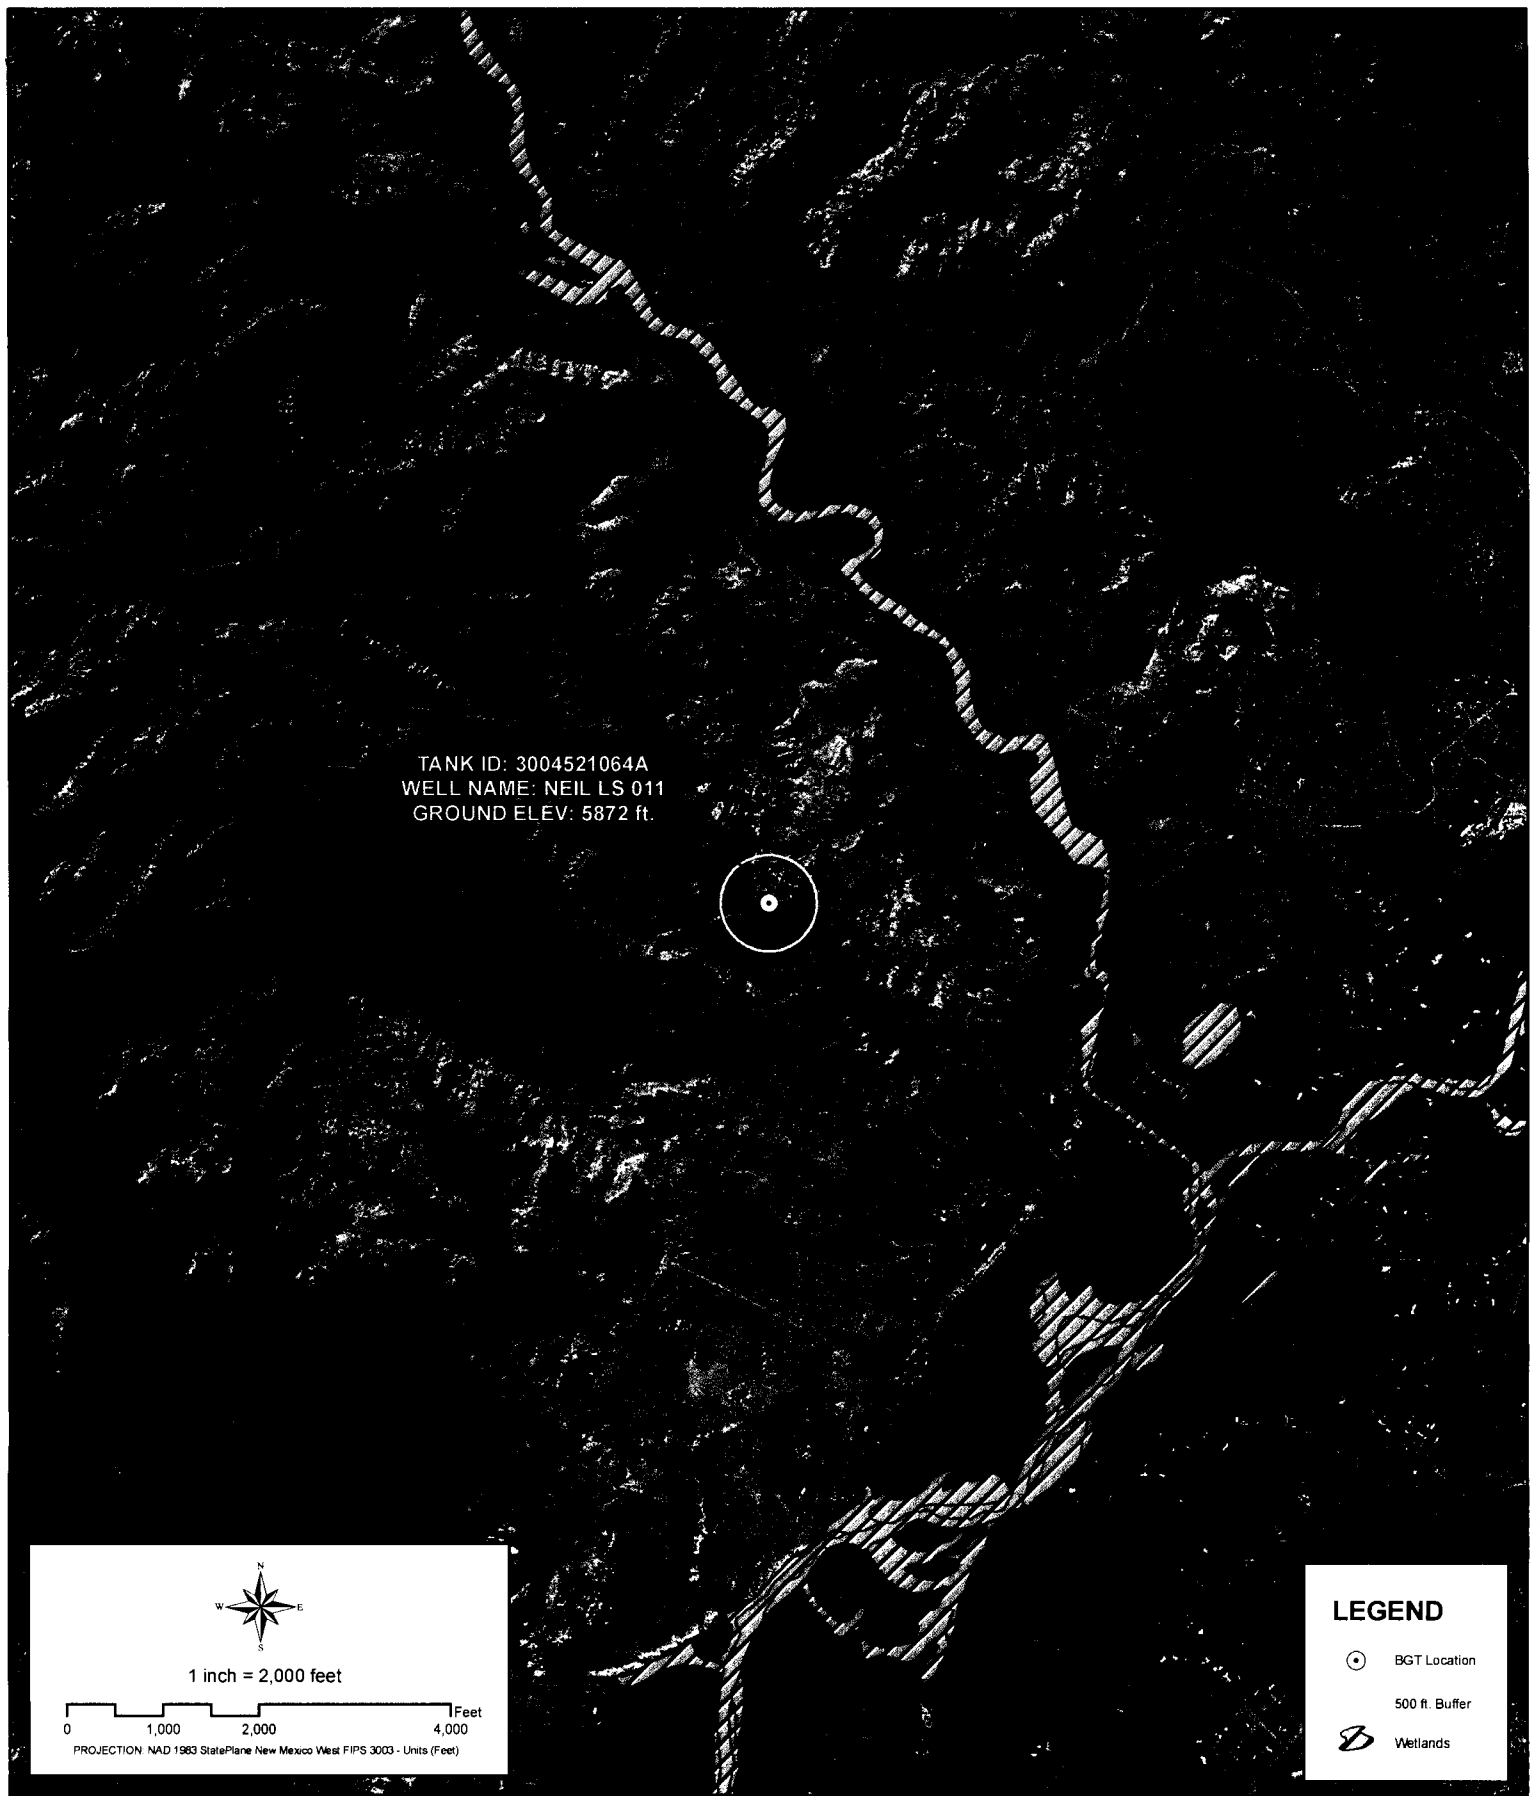 TANK ID: 3004521064A
WELL NAME: NEIL LS 011
GROUND ELEV: 5872 ft.
N
W E
S
1 inch = 2,000 feet
Feet
0 1,000 2,000 4,000
PROJECTION: NAD 1983 StatePlane New Mexico West FIPS 3003 - Units (Feet)
LEGEND
BGT Location
500 ft. Buffer
Wetlands